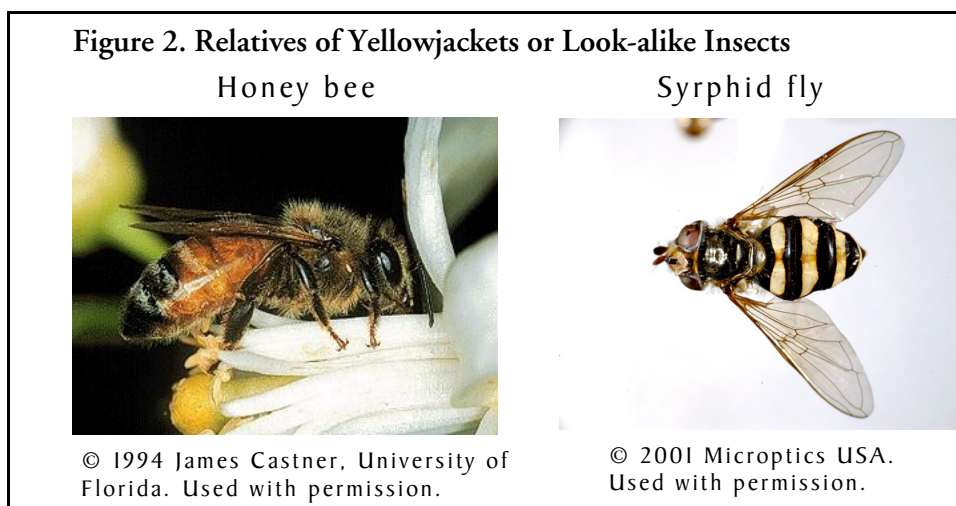 Figure 2. Relatives of Yellowjackets or Look-alike Insects
Honey bee
Syrphid fly
© 1994 James Castner, University of
Florida. Used with permission.
© 2001 Microptics USA.
Used with permission.